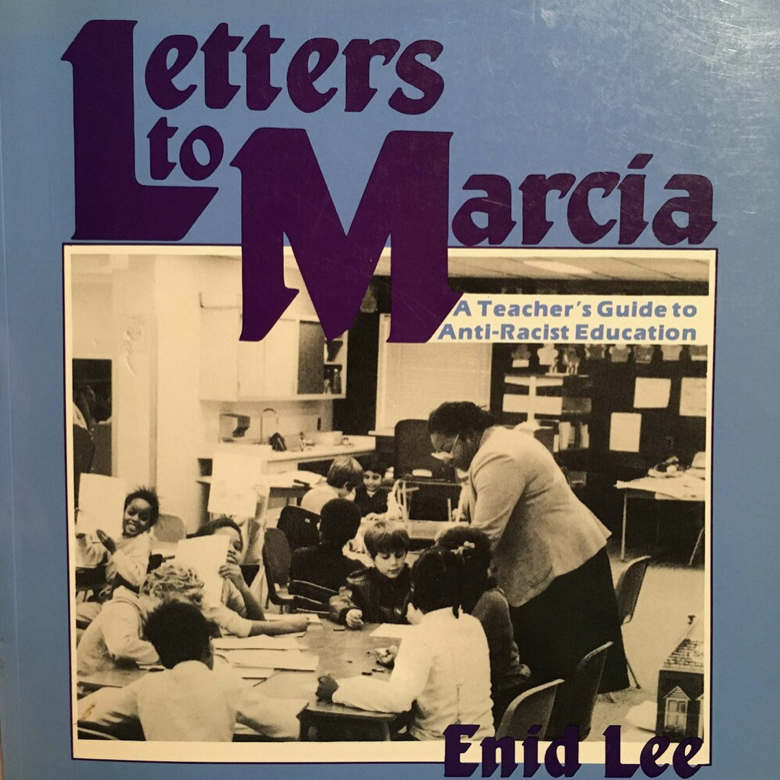 Letters
to
Marcia
A Teacher's Guide to
Anti-Racist Education
Enid Lee